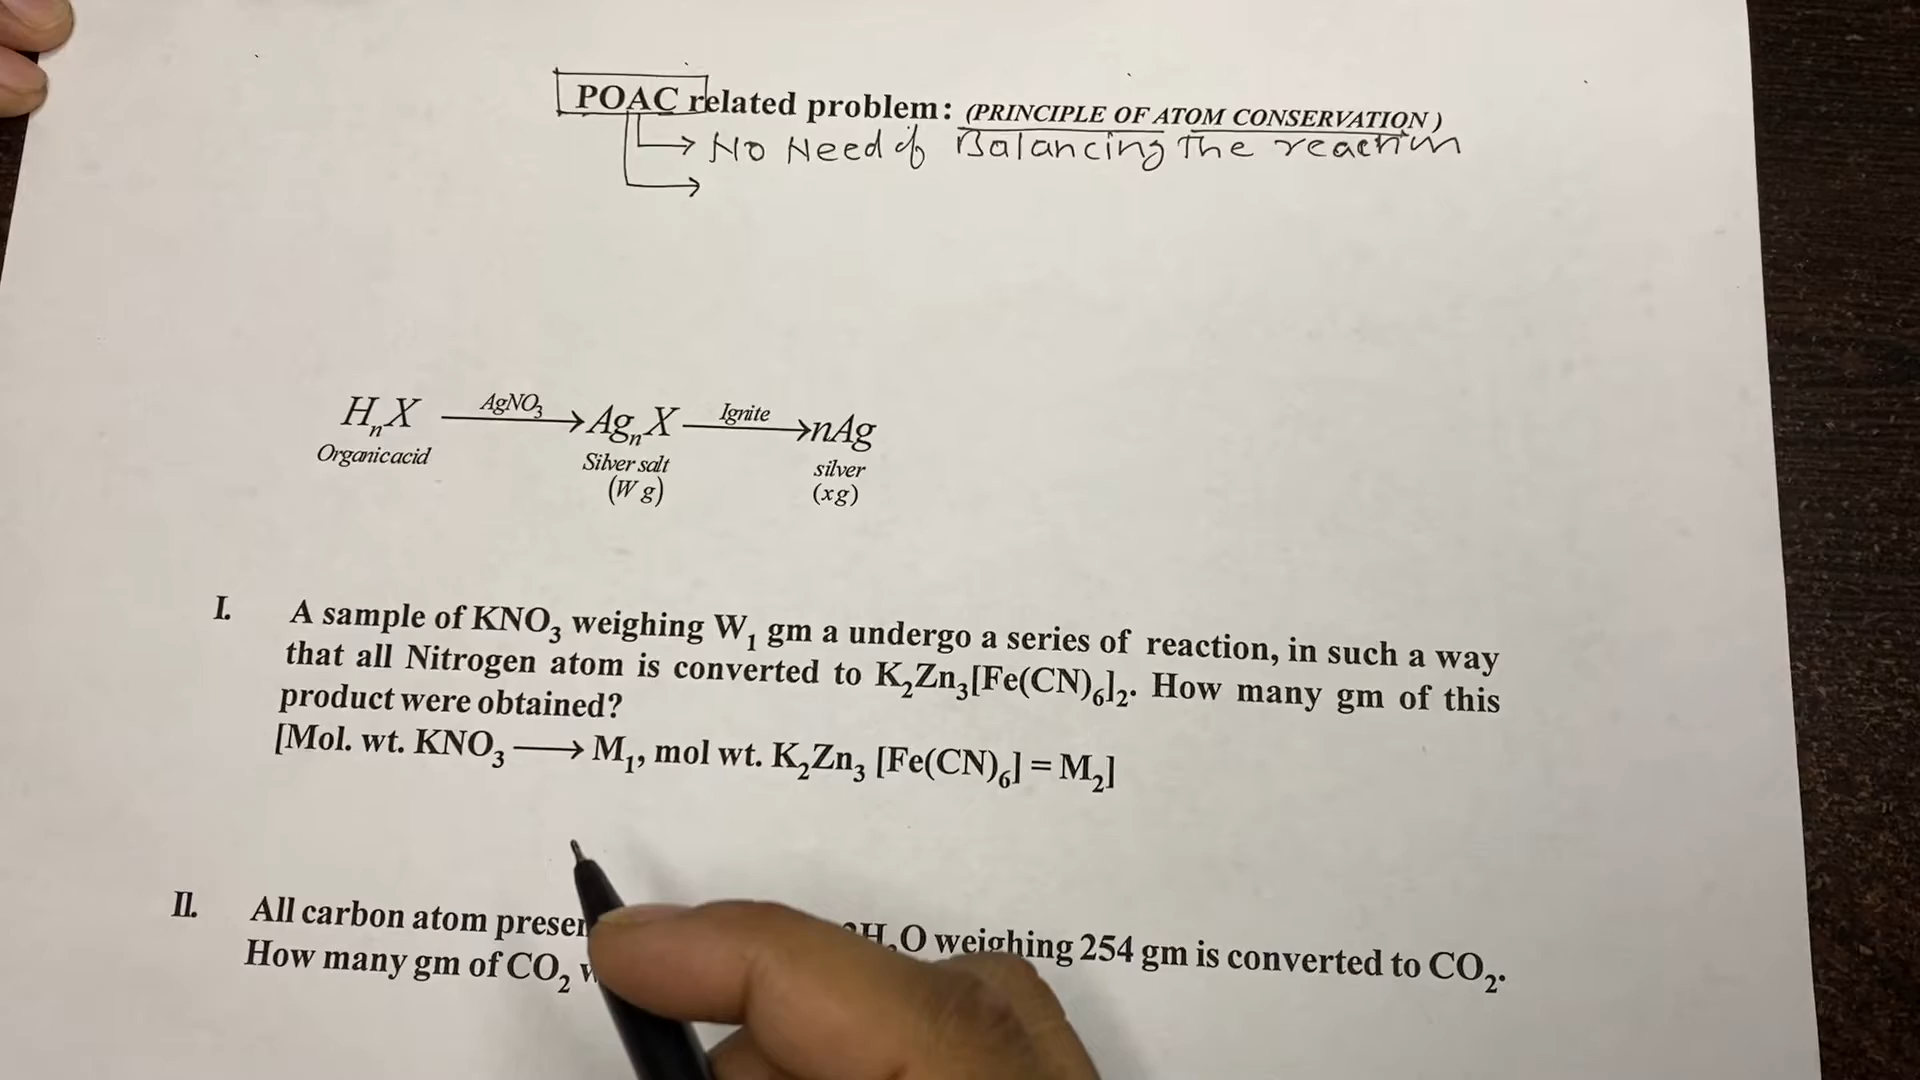 POAC related problem: (PRINCIPLE OF ATOM CONSERVATION)
→ No Need of Balancing The reaction
→
HₙX —AgNO₃→ AgₙX —Ignite→ nAg
Organic acid Silver salt silver
(W g) (x g)
I. A sample of KNO₃ weighing W₁ gm a undergo a series of reaction, in such a way
that all Nitrogen atom is converted to K₂Zn₃[Fe(CN)₆]₂. How many gm of this
product were obtained?
[Mol. wt. KNO₃ ⟶ M₁, mol wt. K₂Zn₃ [Fe(CN)₆] = M₂]
II. All carbon atom H₂O weighing 254 gm is converted to CO₂.
How many gm of CO₂